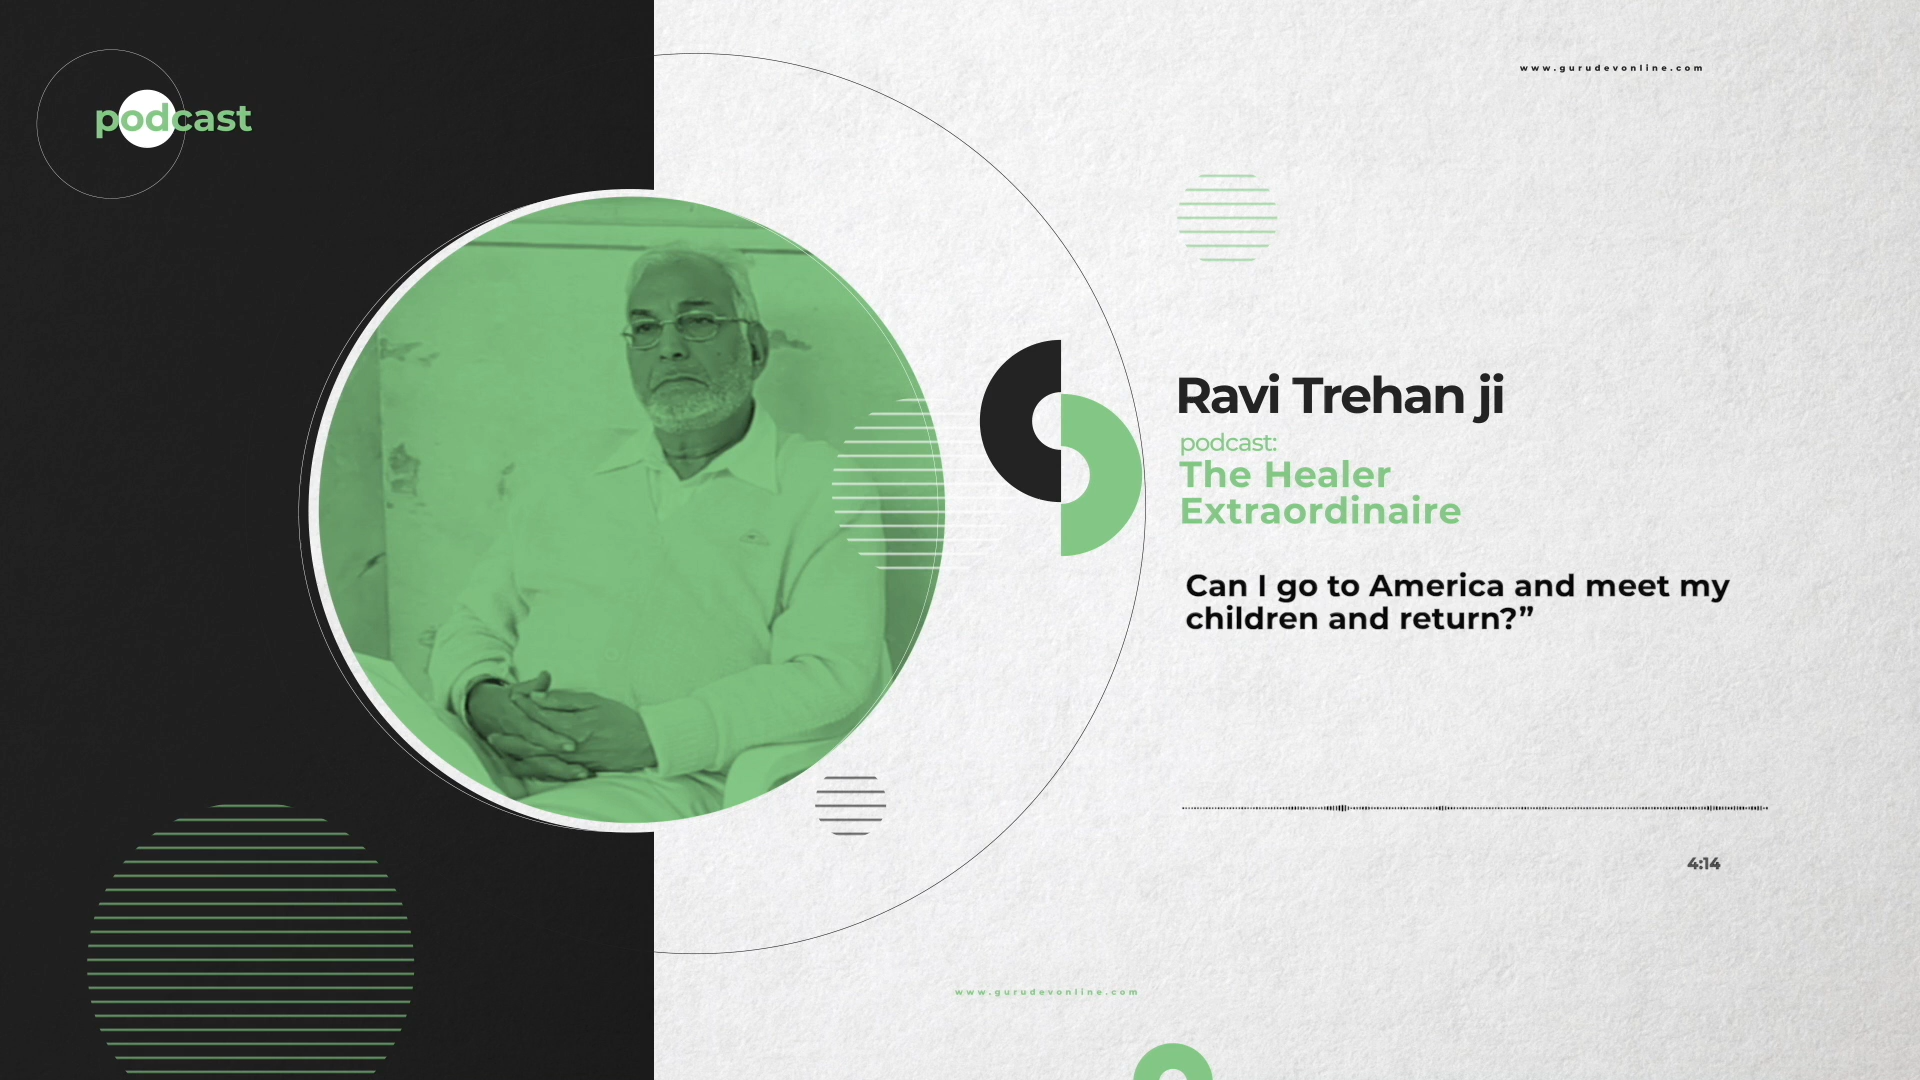 podcast
www.gurudevonline.com
Ravi Trehan ji
podcast:
The Healer
Extraordinaire
Can I go to America and meet my
children and return?”
4:14
www.gurudevonline.com